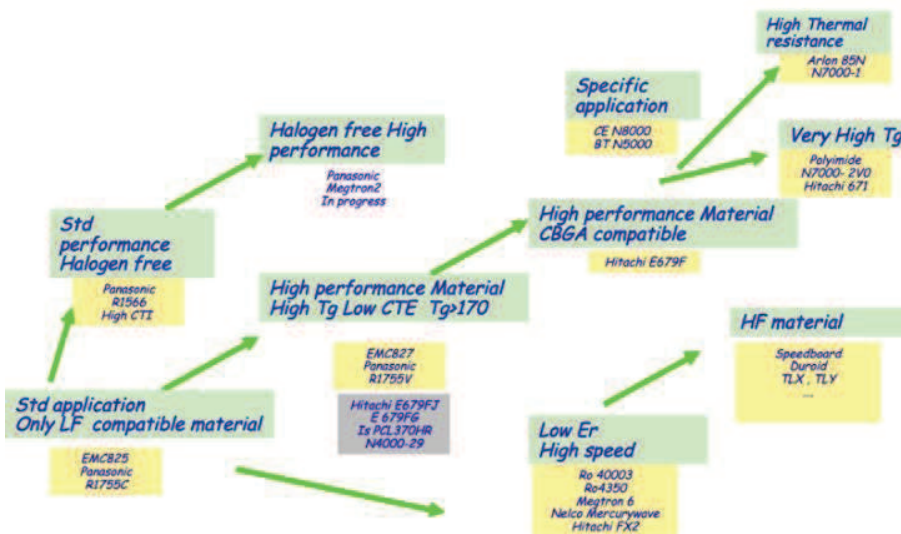 High Thermal
resistance
Arlon 85N
N7000-1
Specific
application
CE N8000
BT N5000
Halogen free High
performance
Panasonic
Megtron2
In progress
Very High Tg
Polyimide
N7000- 2V0
Hitachi 671
Std
performance
Halogen free
Panasonic
R1566
High CTI
High performance Material
CBGA compatible
Hitachi E679F
High performance Material
High Tg Low CTE Tg>170
EMC827
Panasonic
R1755V
Hitachi E679FJ
E 679FG
Is PCL370HR
N4000-29
HF material
Speedboard
Duroid
TLX , TLY
...
Std application
Only LF compatible material
EMC825
Panasonic
R1755C
Low Er
High speed
Ro 40003
Ro4350
Megtron 6
Nelco Mercurywave
Hitachi FX2